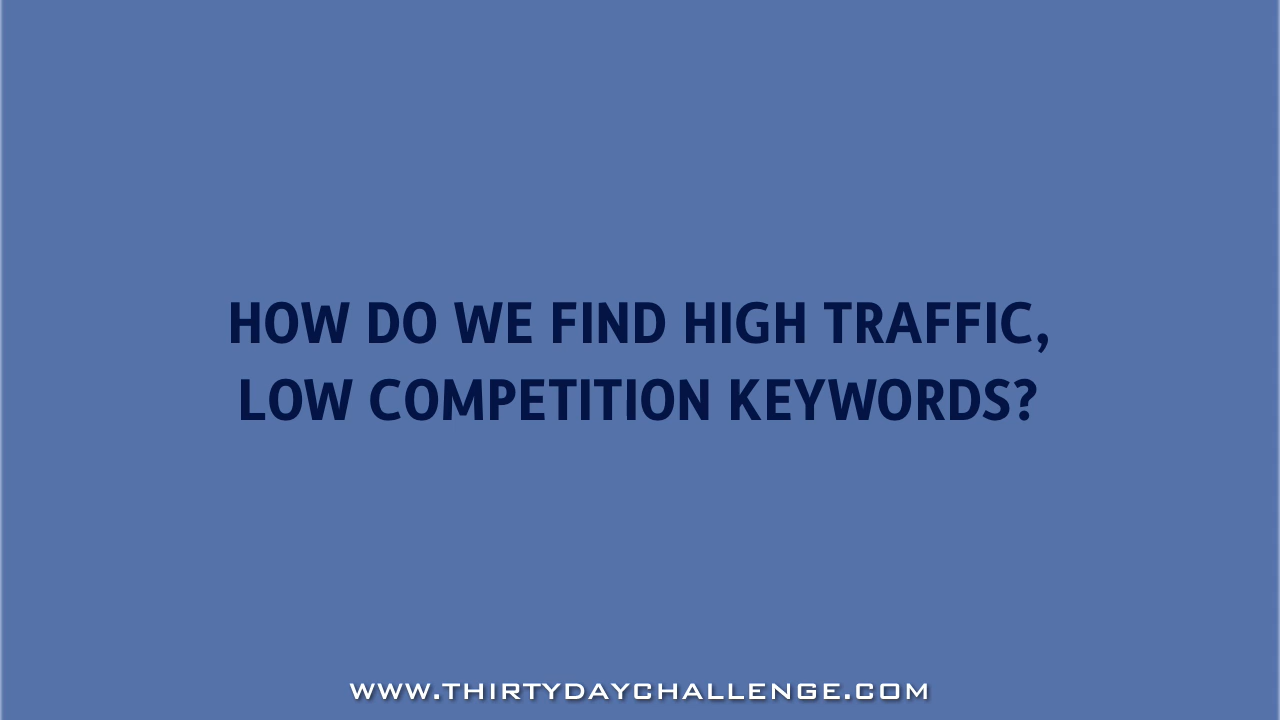 HOW DO WE FIND HIGH TRAFFIC,
LOW COMPETITION KEYWORDS?
WWW.THIRTYDAYCHALLENGE.COM